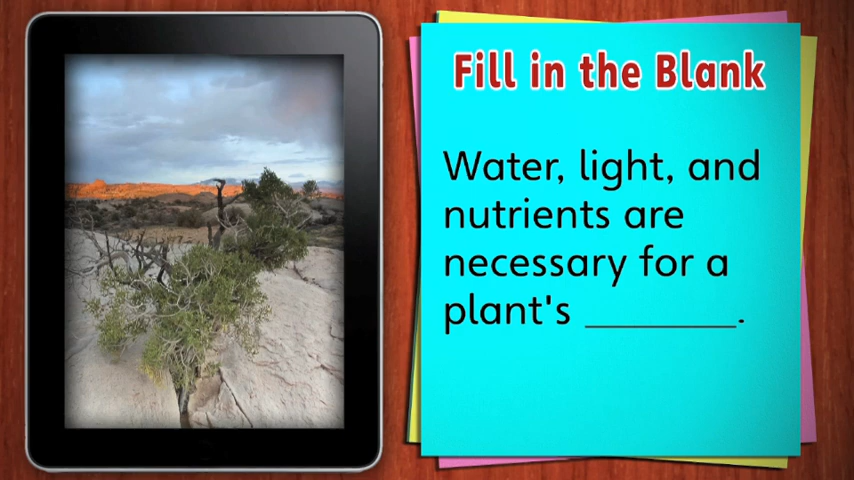 Fill in the Blank
Water, light, and
nutrients are
necessary for a
plant's ________.